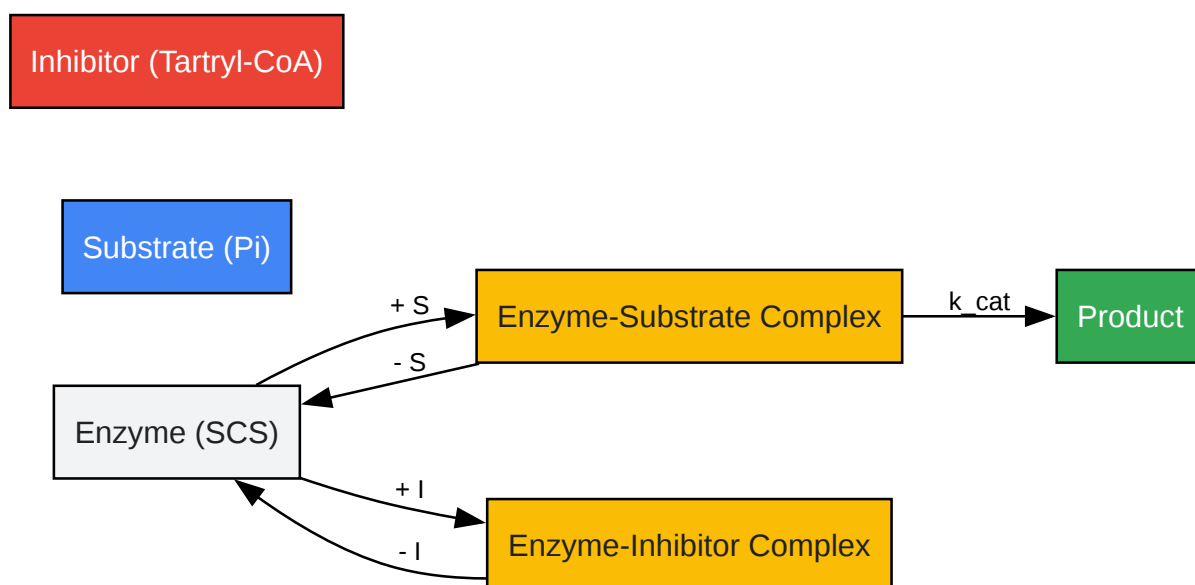 Inhibitor (Tartryl-CoA)
Substrate (Pi)
+ S
Enzyme-Substrate Complex
k_cat
Product
- S
Enzyme (SCS)
+ I
- I
Enzyme-Inhibitor Complex